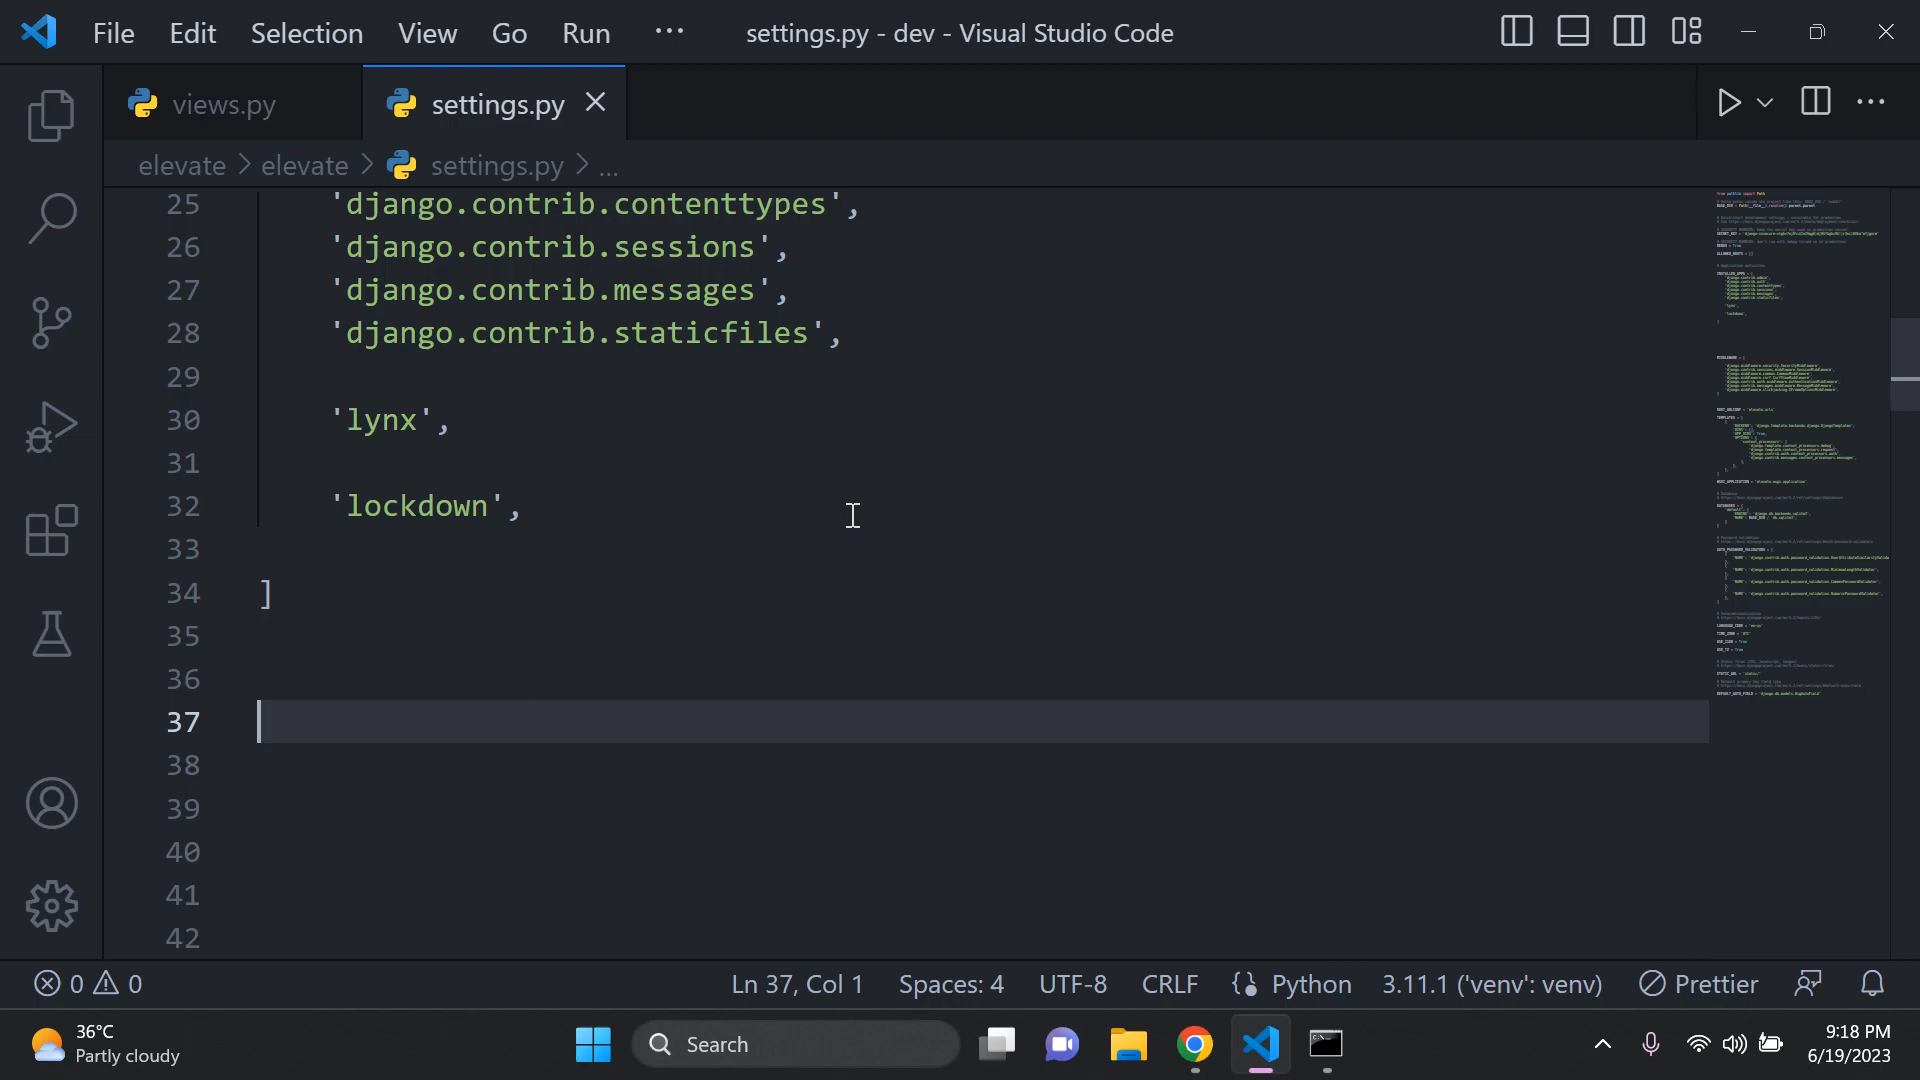 File Edit Selection View Go Run ··· settings.py - dev - Visual Studio Code
views.py settings.py
elevate > elevate > settings.py > ...
25 'django.contrib.contenttypes',
26 'django.contrib.sessions',
27 'django.contrib.messages',
28 'django.contrib.staticfiles',
29
30 'lynx',
31
32 'lockdown',
33
34 ]
35
36
37
38
39
40
41
42
0 0 Ln 37, Col 1 Spaces: 4 UTF-8 CRLF Python 3.11.1 ('venv': venv) Prettier
36°C
Partly cloudy
Search
9:18 PM
6/19/2023